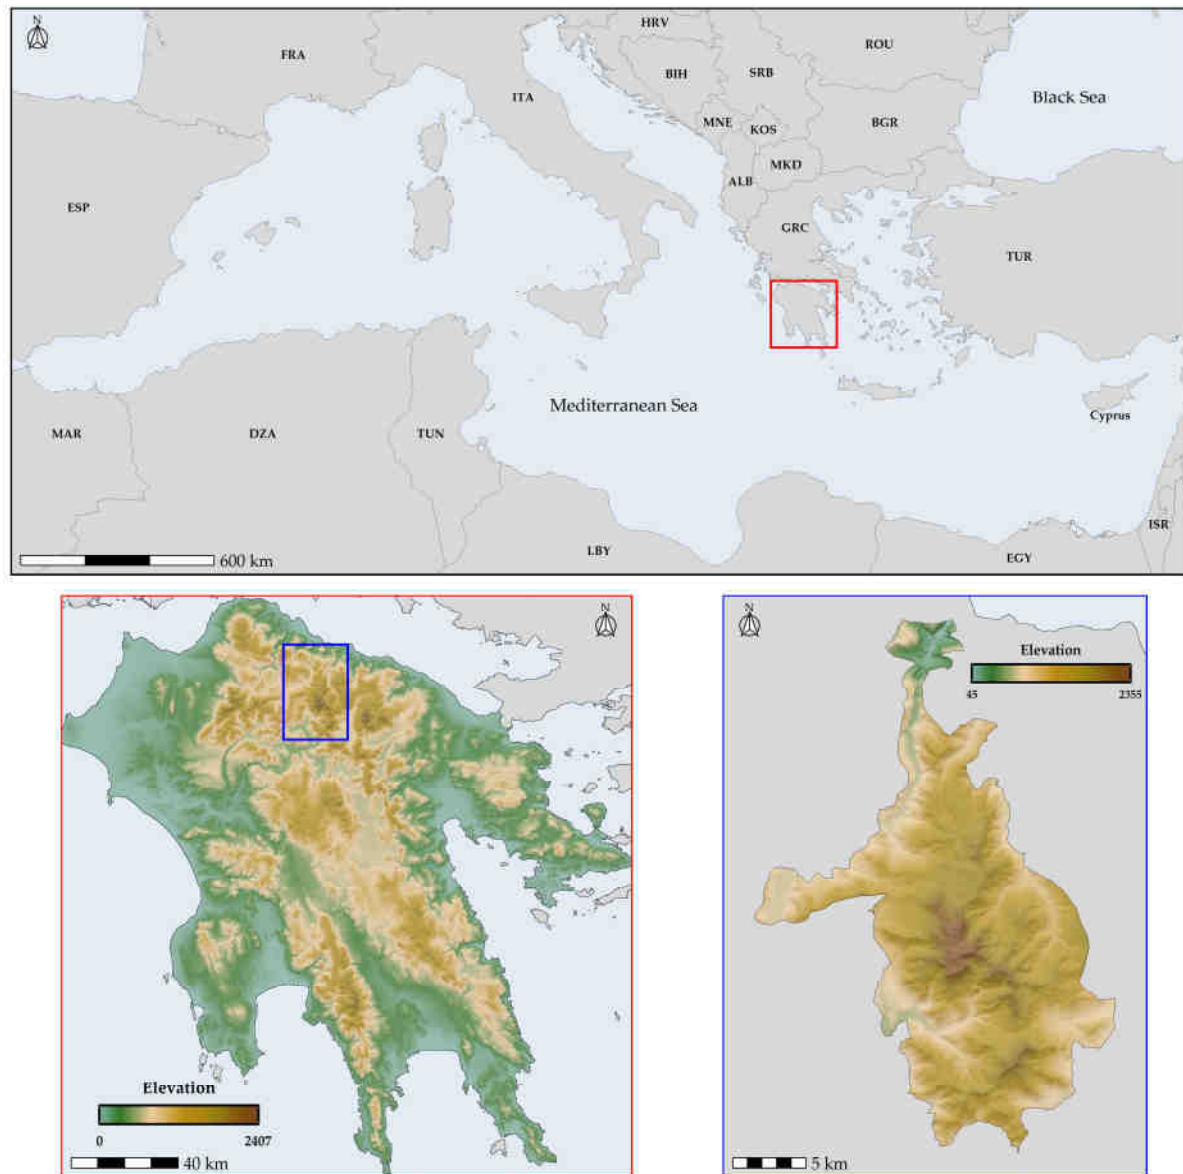 N
FRA
HRV
ROU
BIH
SRB
ITA
Black Sea
MNE
KOS
BGR
MKD
ALB
ESP
GRC
TUR
Mediterranean Sea
Cyprus
MAR
DZA
TUN
ISR
LBY
EGY
600 km
N
Elevation
0
2407
40 km
N
Elevation
45
2355
5 km